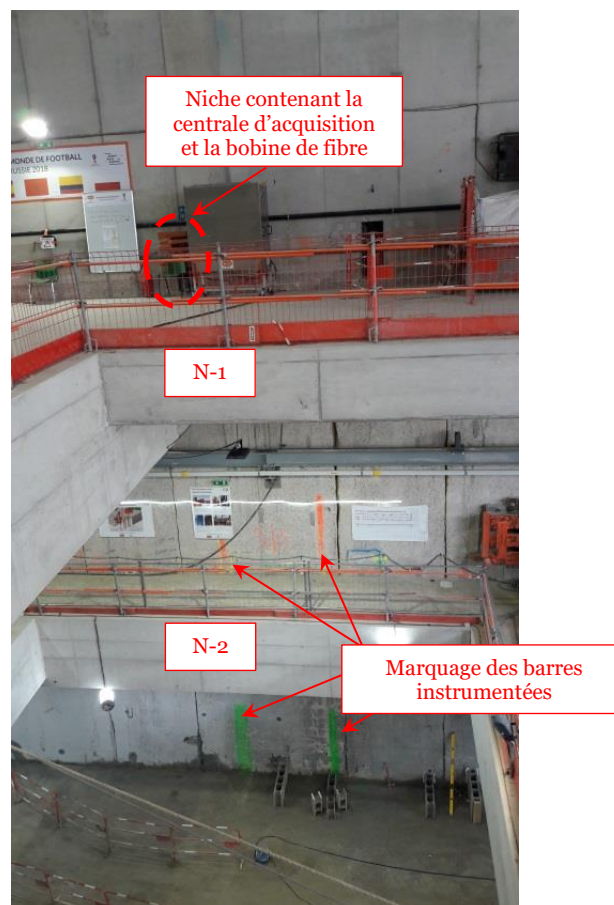 Niche contenant la
centrale d'acquisition
et la bobine de fibre
MONDE DE FOOTBALL
RUSSIE 2018
N-1
N-2
Marquage des barres
instrumentées